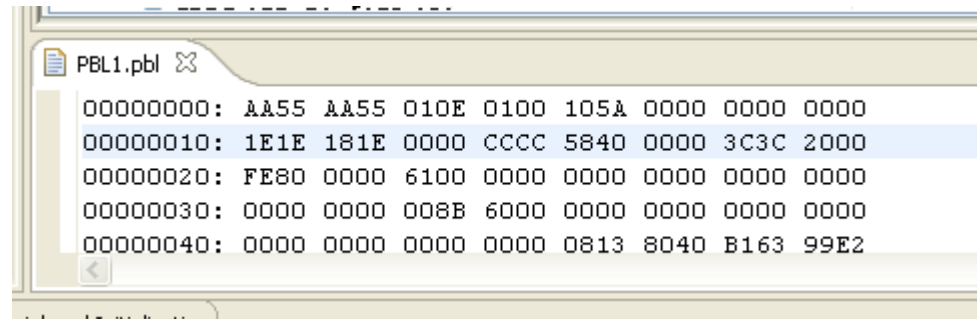 PBL1.pbl
00000000: AA55 AA55 010E 0100 105A 0000 0000 0000
00000010: 1E1E 181E 0000 CCCC 5840 0000 3C3C 2000
00000020: FE80 0000 6100 0000 0000 0000 0000 0000
00000030: 0000 0000 008B 6000 0000 0000 0000 0000
00000040: 0000 0000 0000 0000 0813 8040 B163 99E2